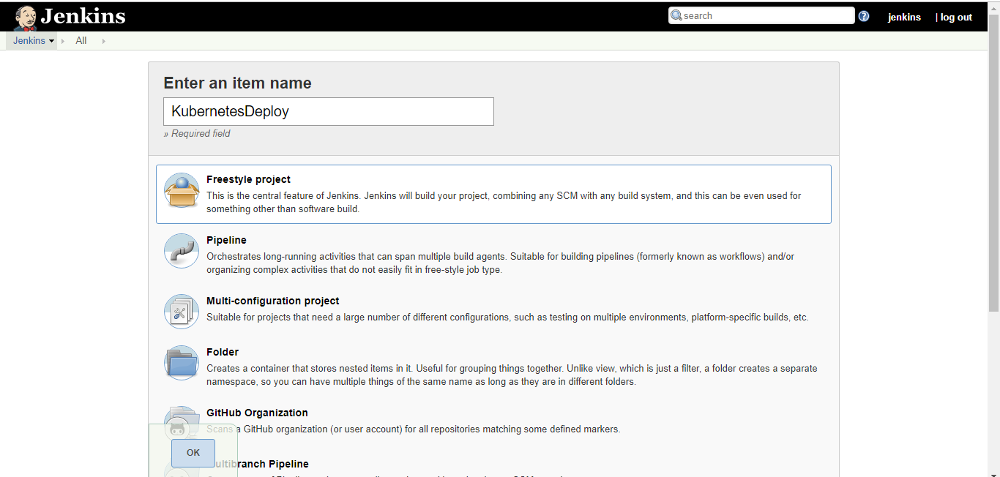 Jenkins
search
jenkins
| log out
Jenkins
All
Enter an item name
KubernetesDeploy
» Required field
Freestyle project
This is the central feature of Jenkins. Jenkins will build your project, combining any SCM with any build system, and this can be even used for
something other than software build.
Pipeline
Orchestrates long-running activities that can span multiple build agents. Suitable for building pipelines (formerly known as workflows) and/or
organizing complex activities that do not easily fit in free-style job type.
Multi-configuration project
Suitable for projects that need a large number of different configurations, such as testing on multiple environments, platform-specific builds, etc.
Folder
Creates a container that stores nested items in it. Useful for grouping things together. Unlike view, which is just a filter, a folder creates a separate
namespace, so you can have multiple things of the same name as long as they are in different folders.
GitHub Organization
Scans a GitHub organization (or user account) for all repositories matching some defined markers.
OK
Multibranch Pipeline